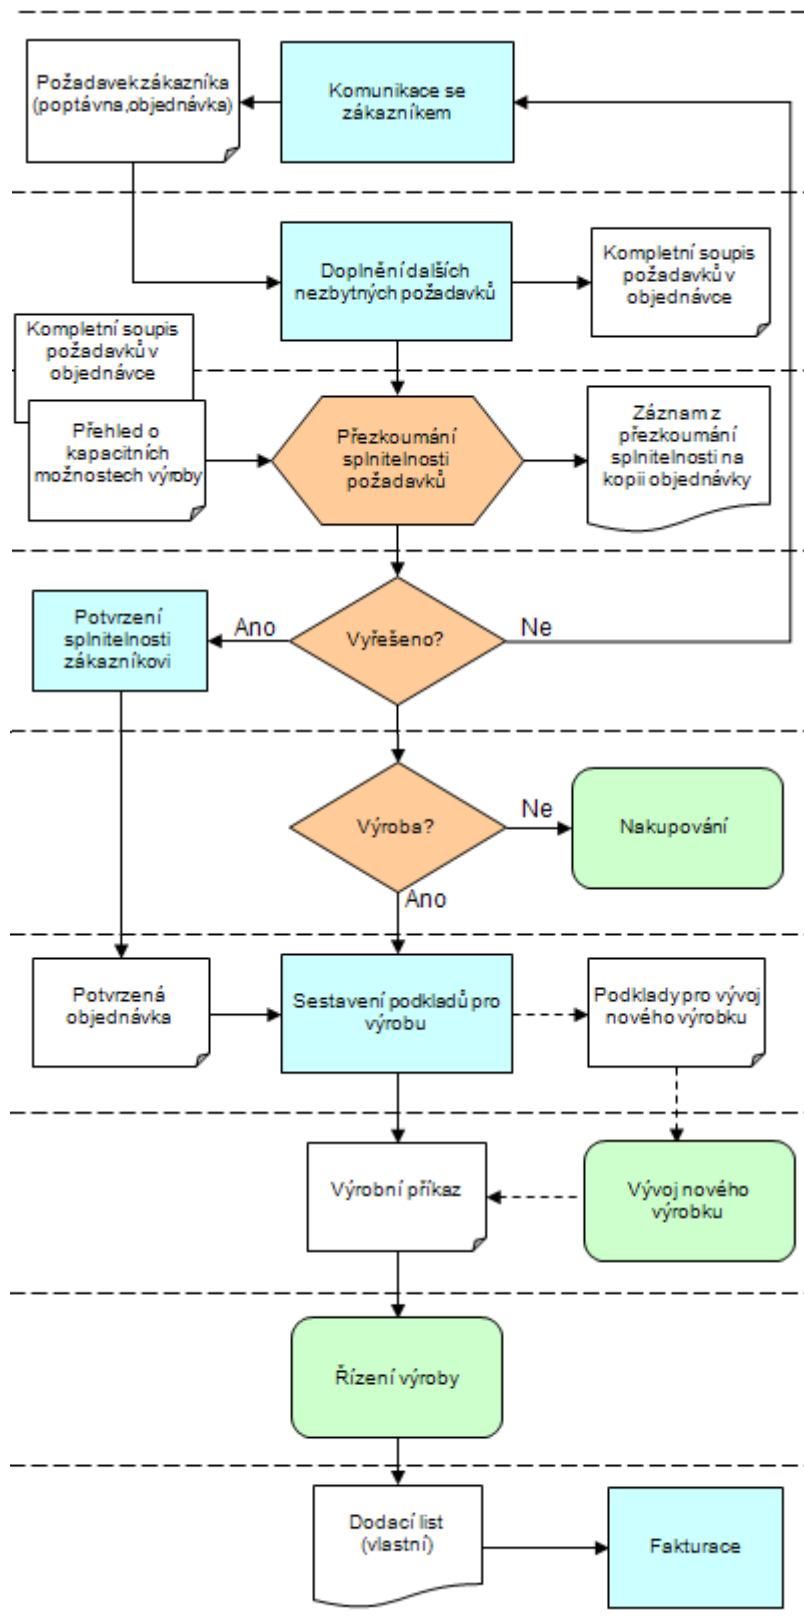 Požadavek zákazníka
(poptávna,objednávka)
Komunikace se
zákazníkem
Doplnění dalších
nezbytných požadavků
Kompletní soupis
požadavků v
objednávce
Kompletní soupis
požadavků v
objednávce
Přehled o
kapacitních
možnostech výroby
Přezkoumání
splnitelnosti
požadavků
Záznam z
přezkoumání
splnitelnosti na
kopii objednávky
Potvrzení
splnitelnosti
zákazníkovi
Ano
Vyřešeno?
Ne
Výroba?
Ne
Nakupování
Ano
Potvrzená
objednávka
Sestavení podkladů pro
výrobu
Podklady pro vývoj
nového výrobku
Výrobní příkaz
Vývoj nového
výrobku
Řízení výroby
Dodací list
(vlastní)
Fakturace